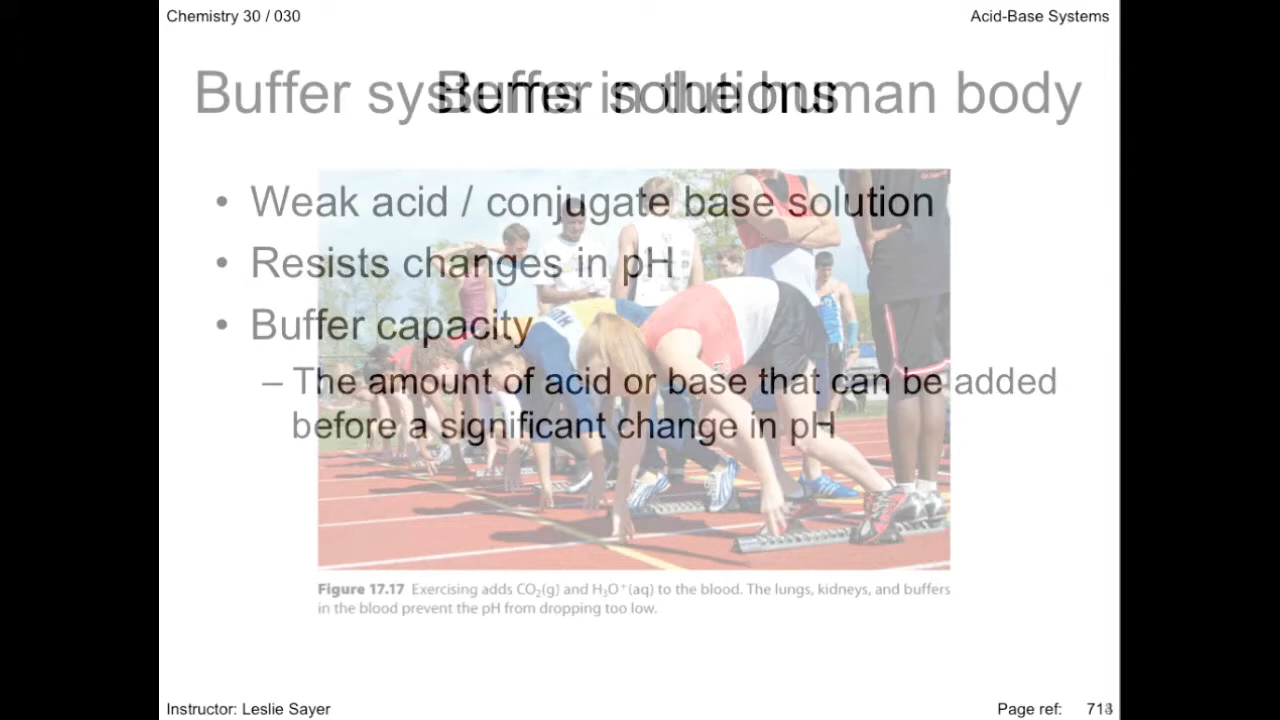 Chemistry 30 / 030
Acid-Base Systems
Buffer systems in the human body
Buffer solutions
• Weak acid / conjugate base solution
• Resists changes in pH
• Buffer capacity
– The amount of acid or base that can be added
before a significant change in pH
Figure 17.17 Exercising adds CO₂(g) and H₃O⁺(aq) to the blood. The lungs, kidneys, and buffers
in the blood prevent the pH from dropping too low.
Instructor: Leslie Sayer
Page ref: